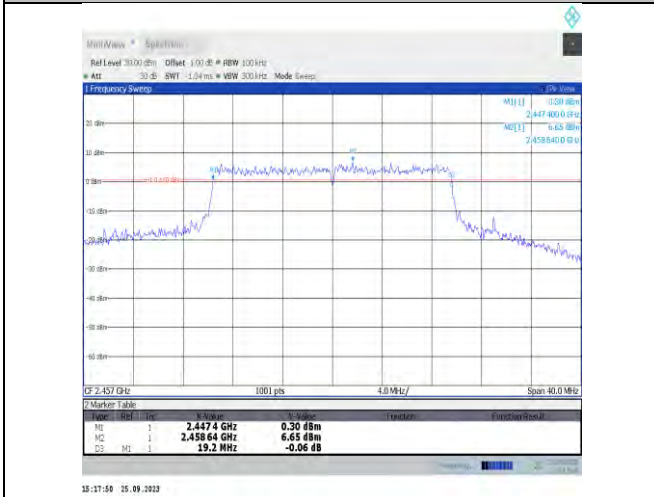 MultiView Spectrum
Ref Level 30.00 dBm Offset 1.00 dB RBW 100 kHz
Att 30 dB SWT 1.04 ms VBW 300 kHz Mode Sweep
1 Frequency Sweep
M1[1] 0.30 dBm
2.447400 0 GHz
M2[1] 6.65 dBm
2.458640 0 GHz
20 dBm
10 dBm
0 dBm
-10 dBm
-20 dBm
-30 dBm
-40 dBm
-50 dBm
-60 dBm
CF 2.457 GHz 1001 pts 4.0 MHz/ Span 40.0 MHz
2 Marker Table
Type Ref Trc X-Value Y-Value Function Function Result
M1 1 2.447 4 GHz 0.30 dBm
M2 1 2.458 64 GHz 6.65 dBm
D3 M1 1 19.2 MHz -0.06 dB
15:17:50 25.09.2023